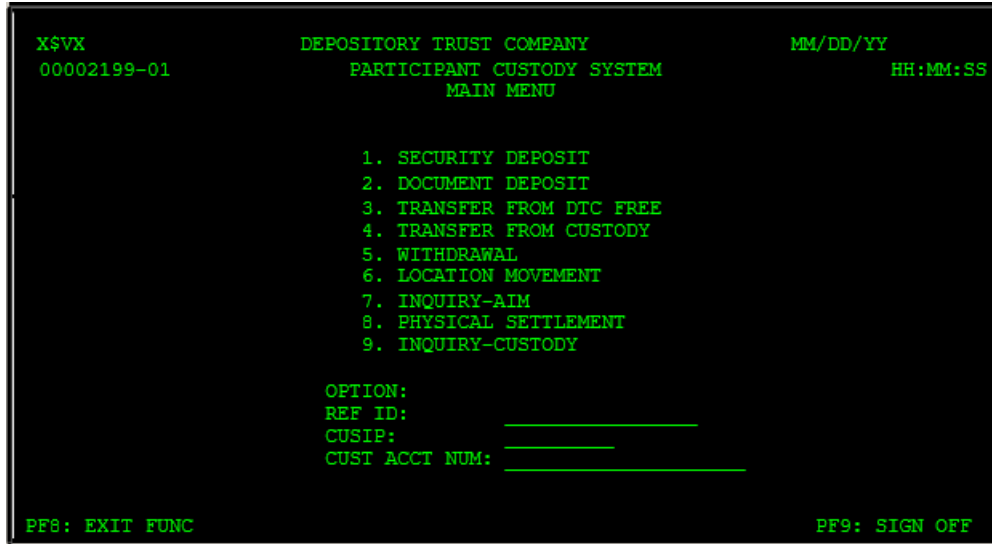 X$VX DEPOSITORY TRUST COMPANY MM/DD/YY
00002199-01 PARTICIPANT CUSTODY SYSTEM HH:MM:SS
MAIN MENU
1. SECURITY DEPOSIT
2. DOCUMENT DEPOSIT
3. TRANSFER FROM DTC FREE
4. TRANSFER FROM CUSTODY
5. WITHDRAWAL
6. LOCATION MOVEMENT
7. INQUIRY-AIM
8. PHYSICAL SETTLEMENT
9. INQUIRY-CUSTODY
OPTION:
REF ID:
CUSIP:
CUST ACCT NUM:
PF8: EXIT FUNC PF9: SIGN OFF